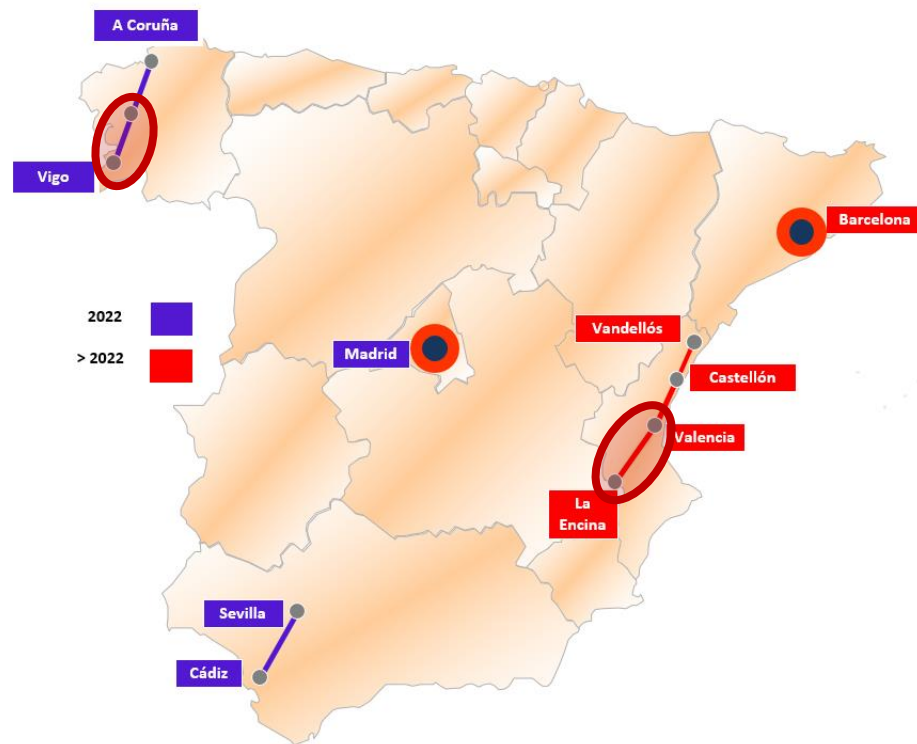 A Coruña
Vigo
Barcelona
2022
> 2022
Vandellós
Madrid
Castellón
Valencia
La
Encina
Sevilla
Cádiz